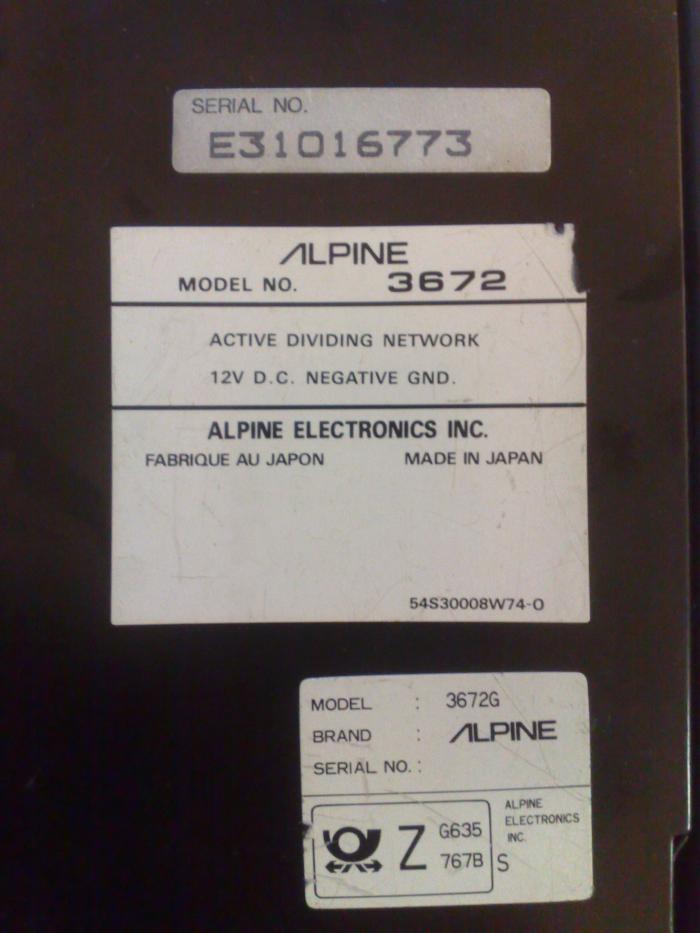 SERIAL NO.
E31016773
ALPINE
MODEL NO. 3672
ACTIVE DIVIDING NETWORK
12V D.C. NEGATIVE GND.
ALPINE ELECTRONICS INC.
FABRIQUE AU JAPON MADE IN JAPAN
54S30008W74-O
MODEL : 3672G
BRAND : ALPINE
SERIAL NO. :
Z G635 767B S
ALPINE
ELECTRONICS
INC.